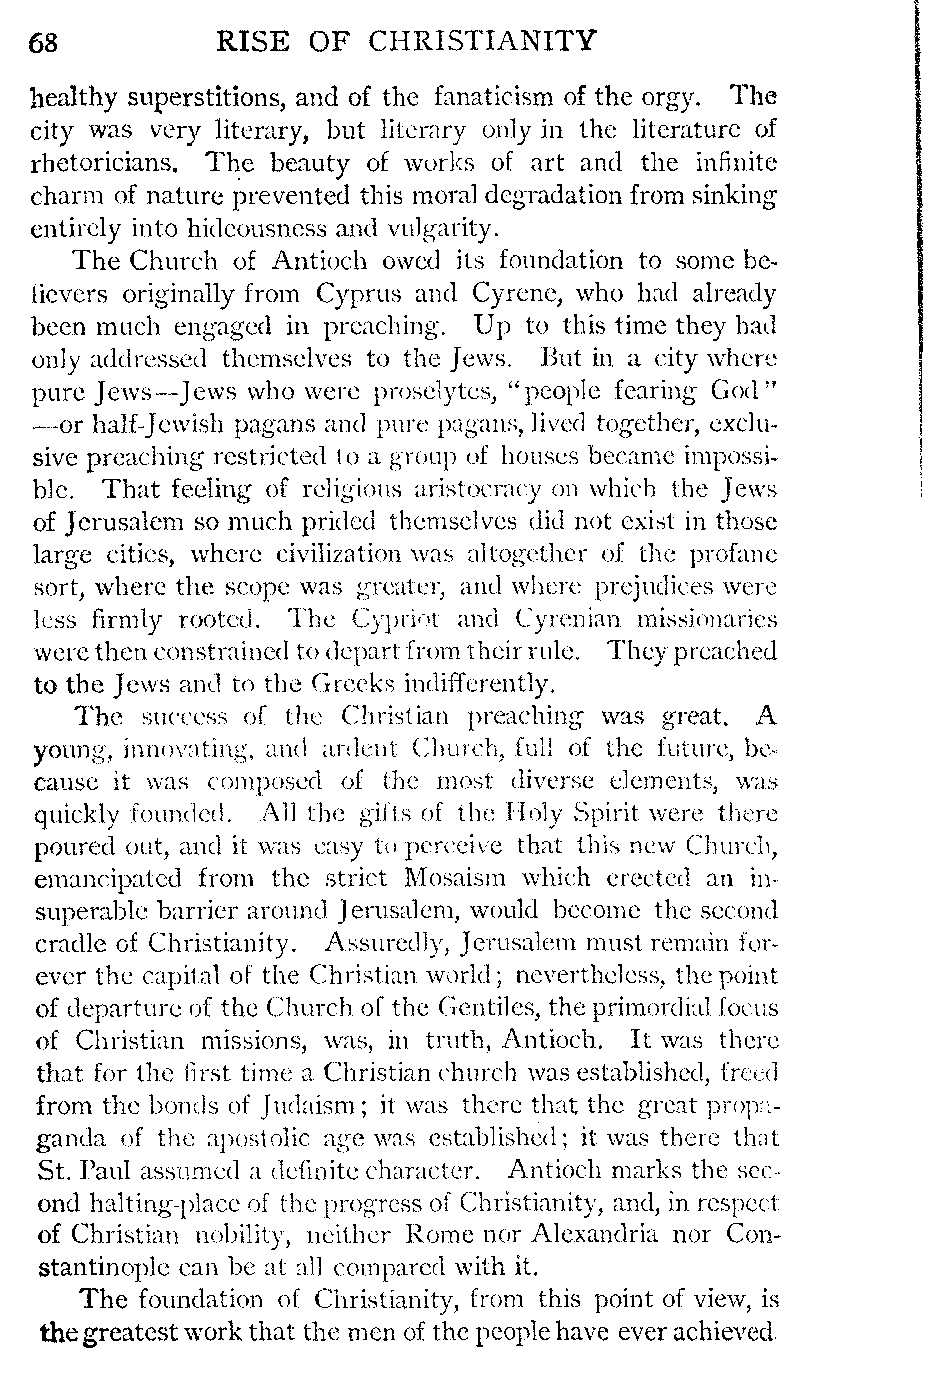 68 RISE OF CHRISTIANITY
healthy superstitions, and of the fanaticism of the orgy. The
city was very literary, but literary only in the literature of
rhetoricians. The beauty of works of art and the infinite
charm of nature prevented this moral degradation from sinking
entirely into hideousness and vulgarity.
The Church of Antioch owed its foundation to some be-
lievers originally from Cyprus and Cyrene, who had already
been much engaged in preaching. Up to this time they had
only addressed themselves to the Jews. But in a city where
pure Jews—Jews who were proselytes, "people fearing God"
—or half-Jewish pagans and pure pagans, lived together, exclu-
sive preaching restricted to a group of houses became impossi-
ble. That feeling of religious aristocracy on which the Jews
of Jerusalem so much prided themselves did not exist in those
large cities, where civilization was altogether of the profane
sort, where the scope was greater, and where prejudices were
less firmly rooted. The Cypriot and Cyrenian missionaries
were then constrained to depart from their rule. They preached
to the Jews and to the Greeks indifferently.
The success of the Christian preaching was great. A
young, innovating, and ardent Church, full of the future, be-
cause it was composed of the most diverse elements, was
quickly founded. All the gifts of the Holy Spirit were there
poured out, and it was easy to perceive that this new Church,
emancipated from the strict Mosaism which erected an in-
superable barrier around Jerusalem, would become the second
cradle of Christianity. Assuredly, Jerusalem must remain for-
ever the capital of the Christian world; nevertheless, the point
of departure of the Church of the Gentiles, the primordial focus
of Christian missions, was, in truth, Antioch. It was there
that for the first time a Christian church was established, freed
from the bonds of Judaism; it was there that the great propa-
ganda of the apostolic age was established; it was there that
St. Paul assumed a definite character. Antioch marks the sec-
ond halting-place of the progress of Christianity, and, in respect
of Christian nobility, neither Rome nor Alexandria nor Con-
stantinople can be at all compared with it.
The foundation of Christianity, from this point of view, is
the greatest work that the men of the people have ever achieved.